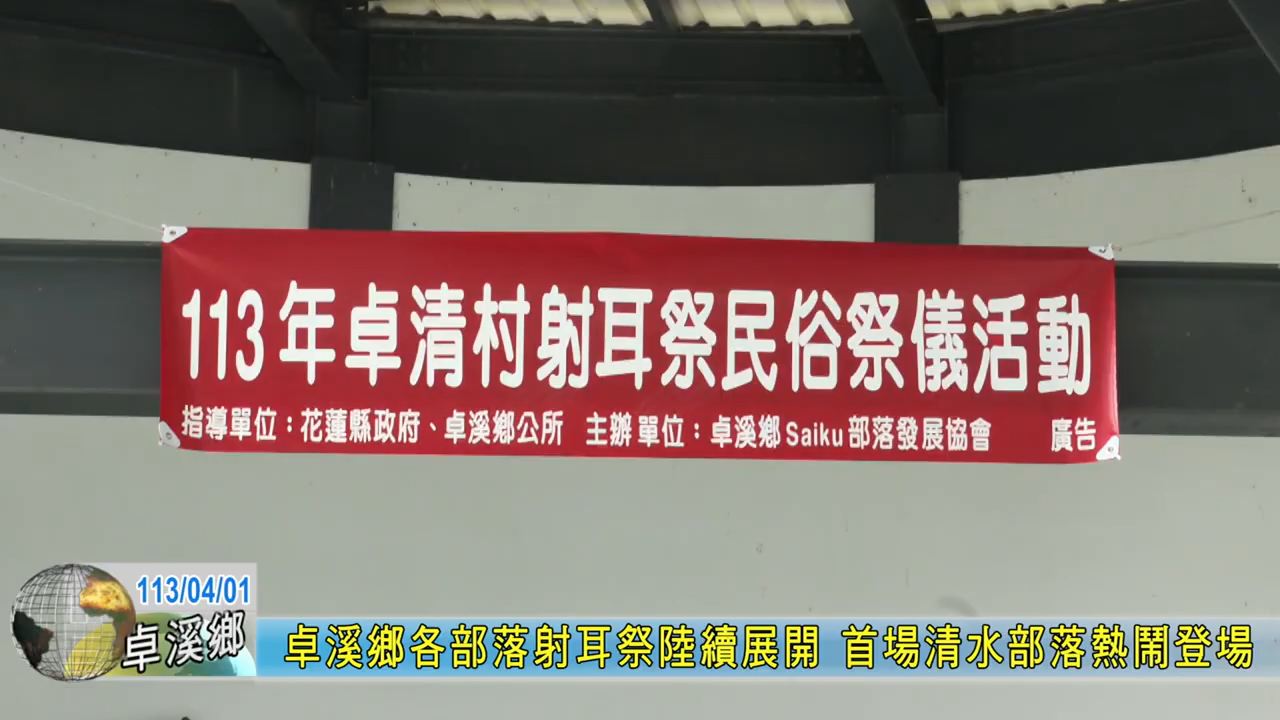 113年卓清村射耳祭民俗祭儀活動
指導單位：花蓮縣政府、卓溪鄉公所 主辦單位：卓溪鄉Saiku部落發展協會 廣告
113/04/01
卓溪鄉
卓溪鄉各部落射耳祭陸續展開 首場清水部落熱鬧登場